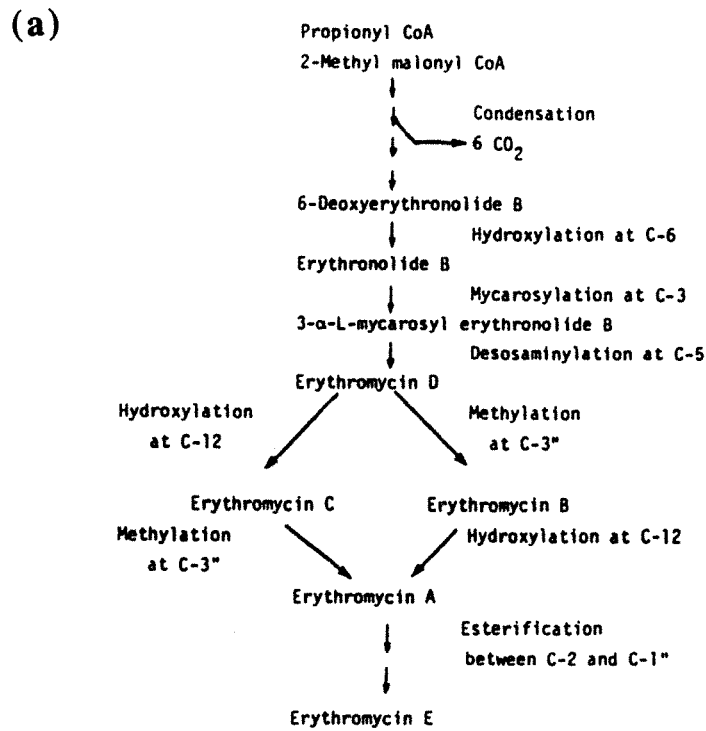 (a)
Propionyl CoA
2-Methyl malonyl CoA
Condensation
6 CO2
6-Deoxyerythronolide B
Hydroxylation at C-6
Erythronolide B
Mycarosylation at C-3
3-α-L-mycarosyl erythronolide B
Desosaminylation at C-5
Erythromycin D
Hydroxylation
at C-12
Methylation
at C-3"
Erythromycin C
Erythromycin B
Methylation
at C-3"
Hydroxylation at C-12
Erythromycin A
Esterification
between C-2 and C-1"
Erythromycin E